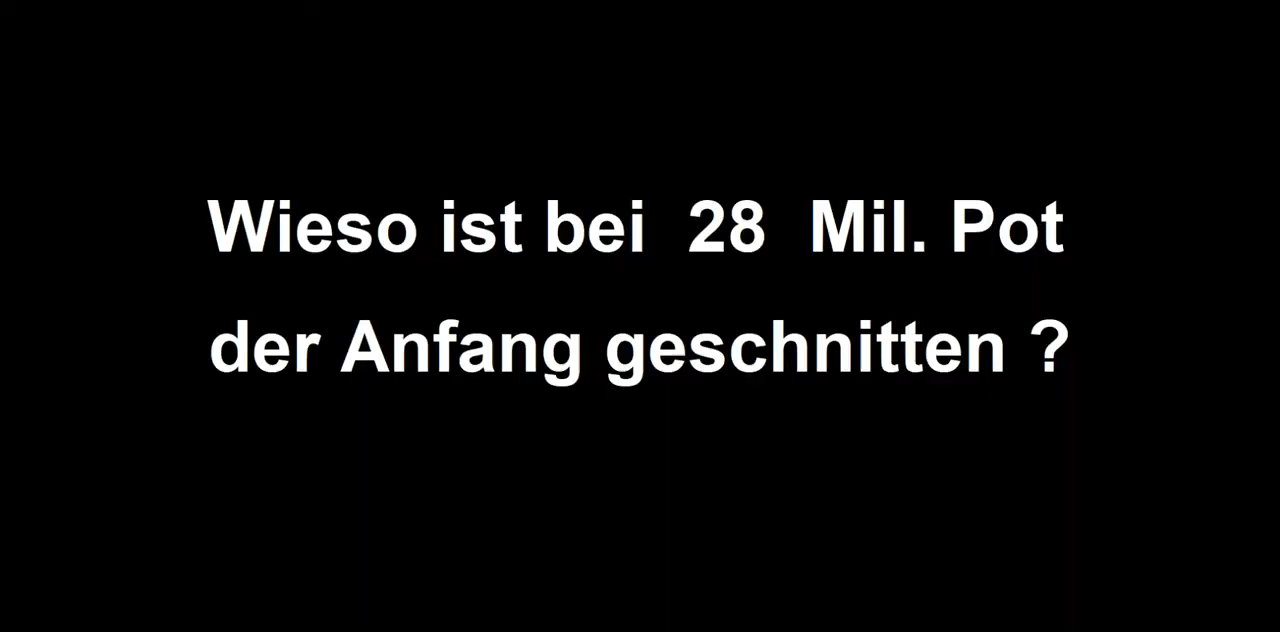 Wieso ist bei  28  Mil. Pot
der Anfang geschnitten ?